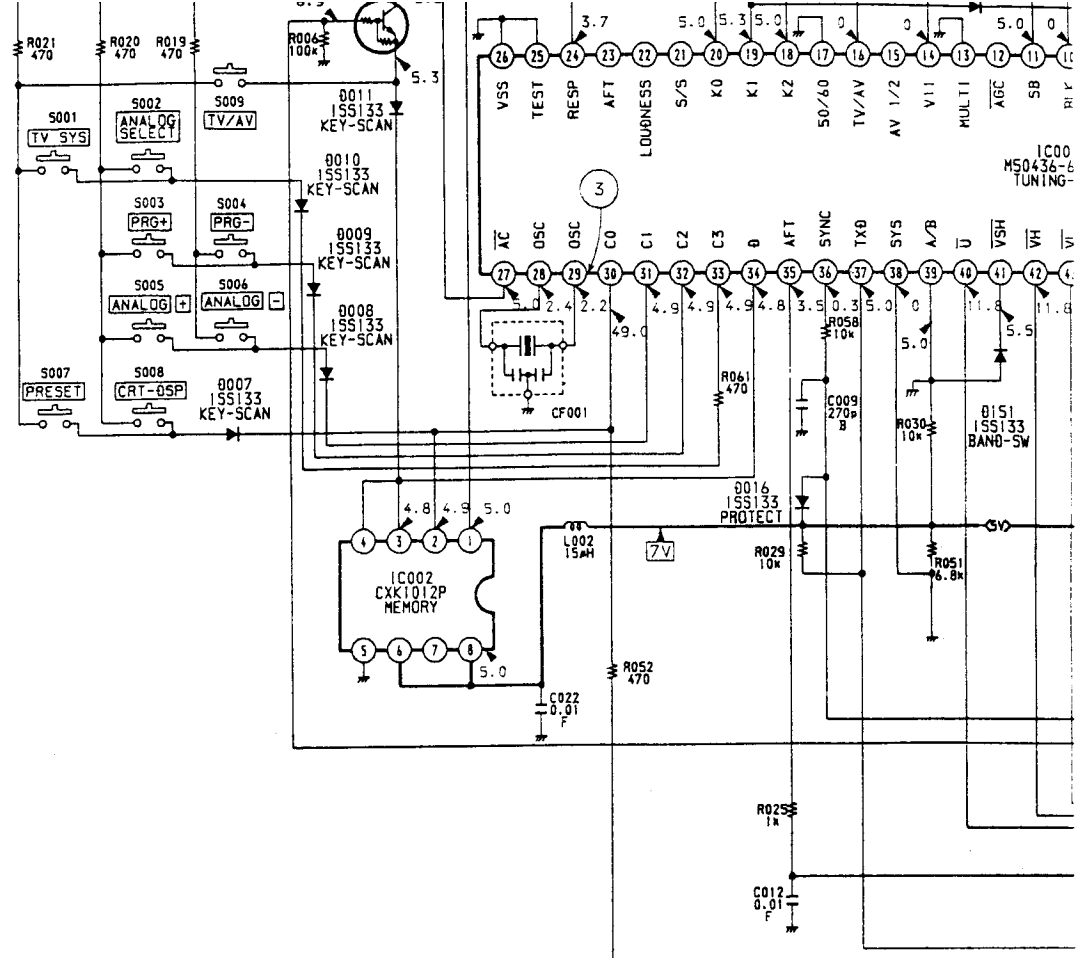 R021
470
R020
470
R019
470
R006
100k
5.3
3.7
5.0
5.3
5.0
0
0
5.0
0
26
25
24
23
22
21
20
19
18
17
16
15
14
13
12
11
VSS
TEST
RESP
AFT
LOUDNESS
S/S
K0
K1
K2
50/60
TV/AV
AV 1/2
V11
MULTI
AGC
SB
S001
TV SYS
S002
ANALOG
SELECT
S009
TV/AV
D011
1SS133
KEY-SCAN
D010
1SS133
KEY-SCAN
IC00
M50436-6
TUNING-
S003
PRG+
S004
PRG-
D009
1SS133
KEY-SCAN
3
S005
ANALOG +
S006
ANALOG -
D008
1SS133
KEY-SCAN
AC
OSC
OSC
C0
C1
C2
C3
D
AFT
SYNC
TXD
SYS
A/B
U
VSH
VH
27
28
29
30
31
32
33
34
35
36
37
38
39
40
41
42
5.0
2.4
2.2
49.0
4.9
4.9
4.9
4.8
3.5
0.3
5.0
0
5.0
11.8
5.5
11.8
S007
PRESET
S008
CRT-DSP
D007
1SS133
KEY-SCAN
CF001
R061
470
R058
10k
C009
270p
B
R030
10k
D151
1SS133
BAND-SW
D016
1SS133
PROTECT
4.8
4.9
5.0
4
3
2
1
L002
15μH
7V
5V
R029
10k
R051
6.8k
IC002
CXK1012P
MEMORY
5
6
7
8
5.0
R052
470
C022
0.01
F
R025
1k
C012
0.01
F